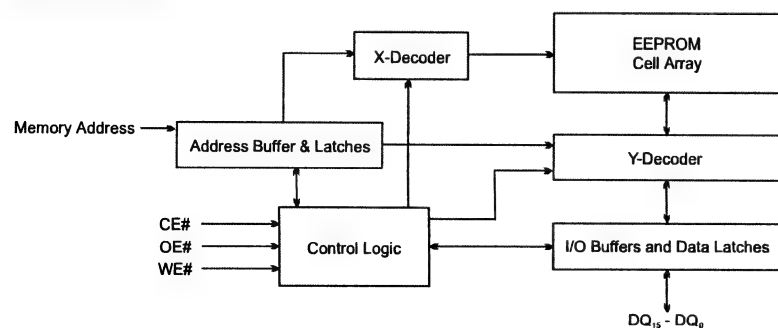 X-Decoder
EEPROM
Cell Array
Memory Address
Address Buffer & Latches
Y-Decoder
CE#
OE#
WE#
Control Logic
I/O Buffers and Data Latches
DQ₁₅ - DQ₀